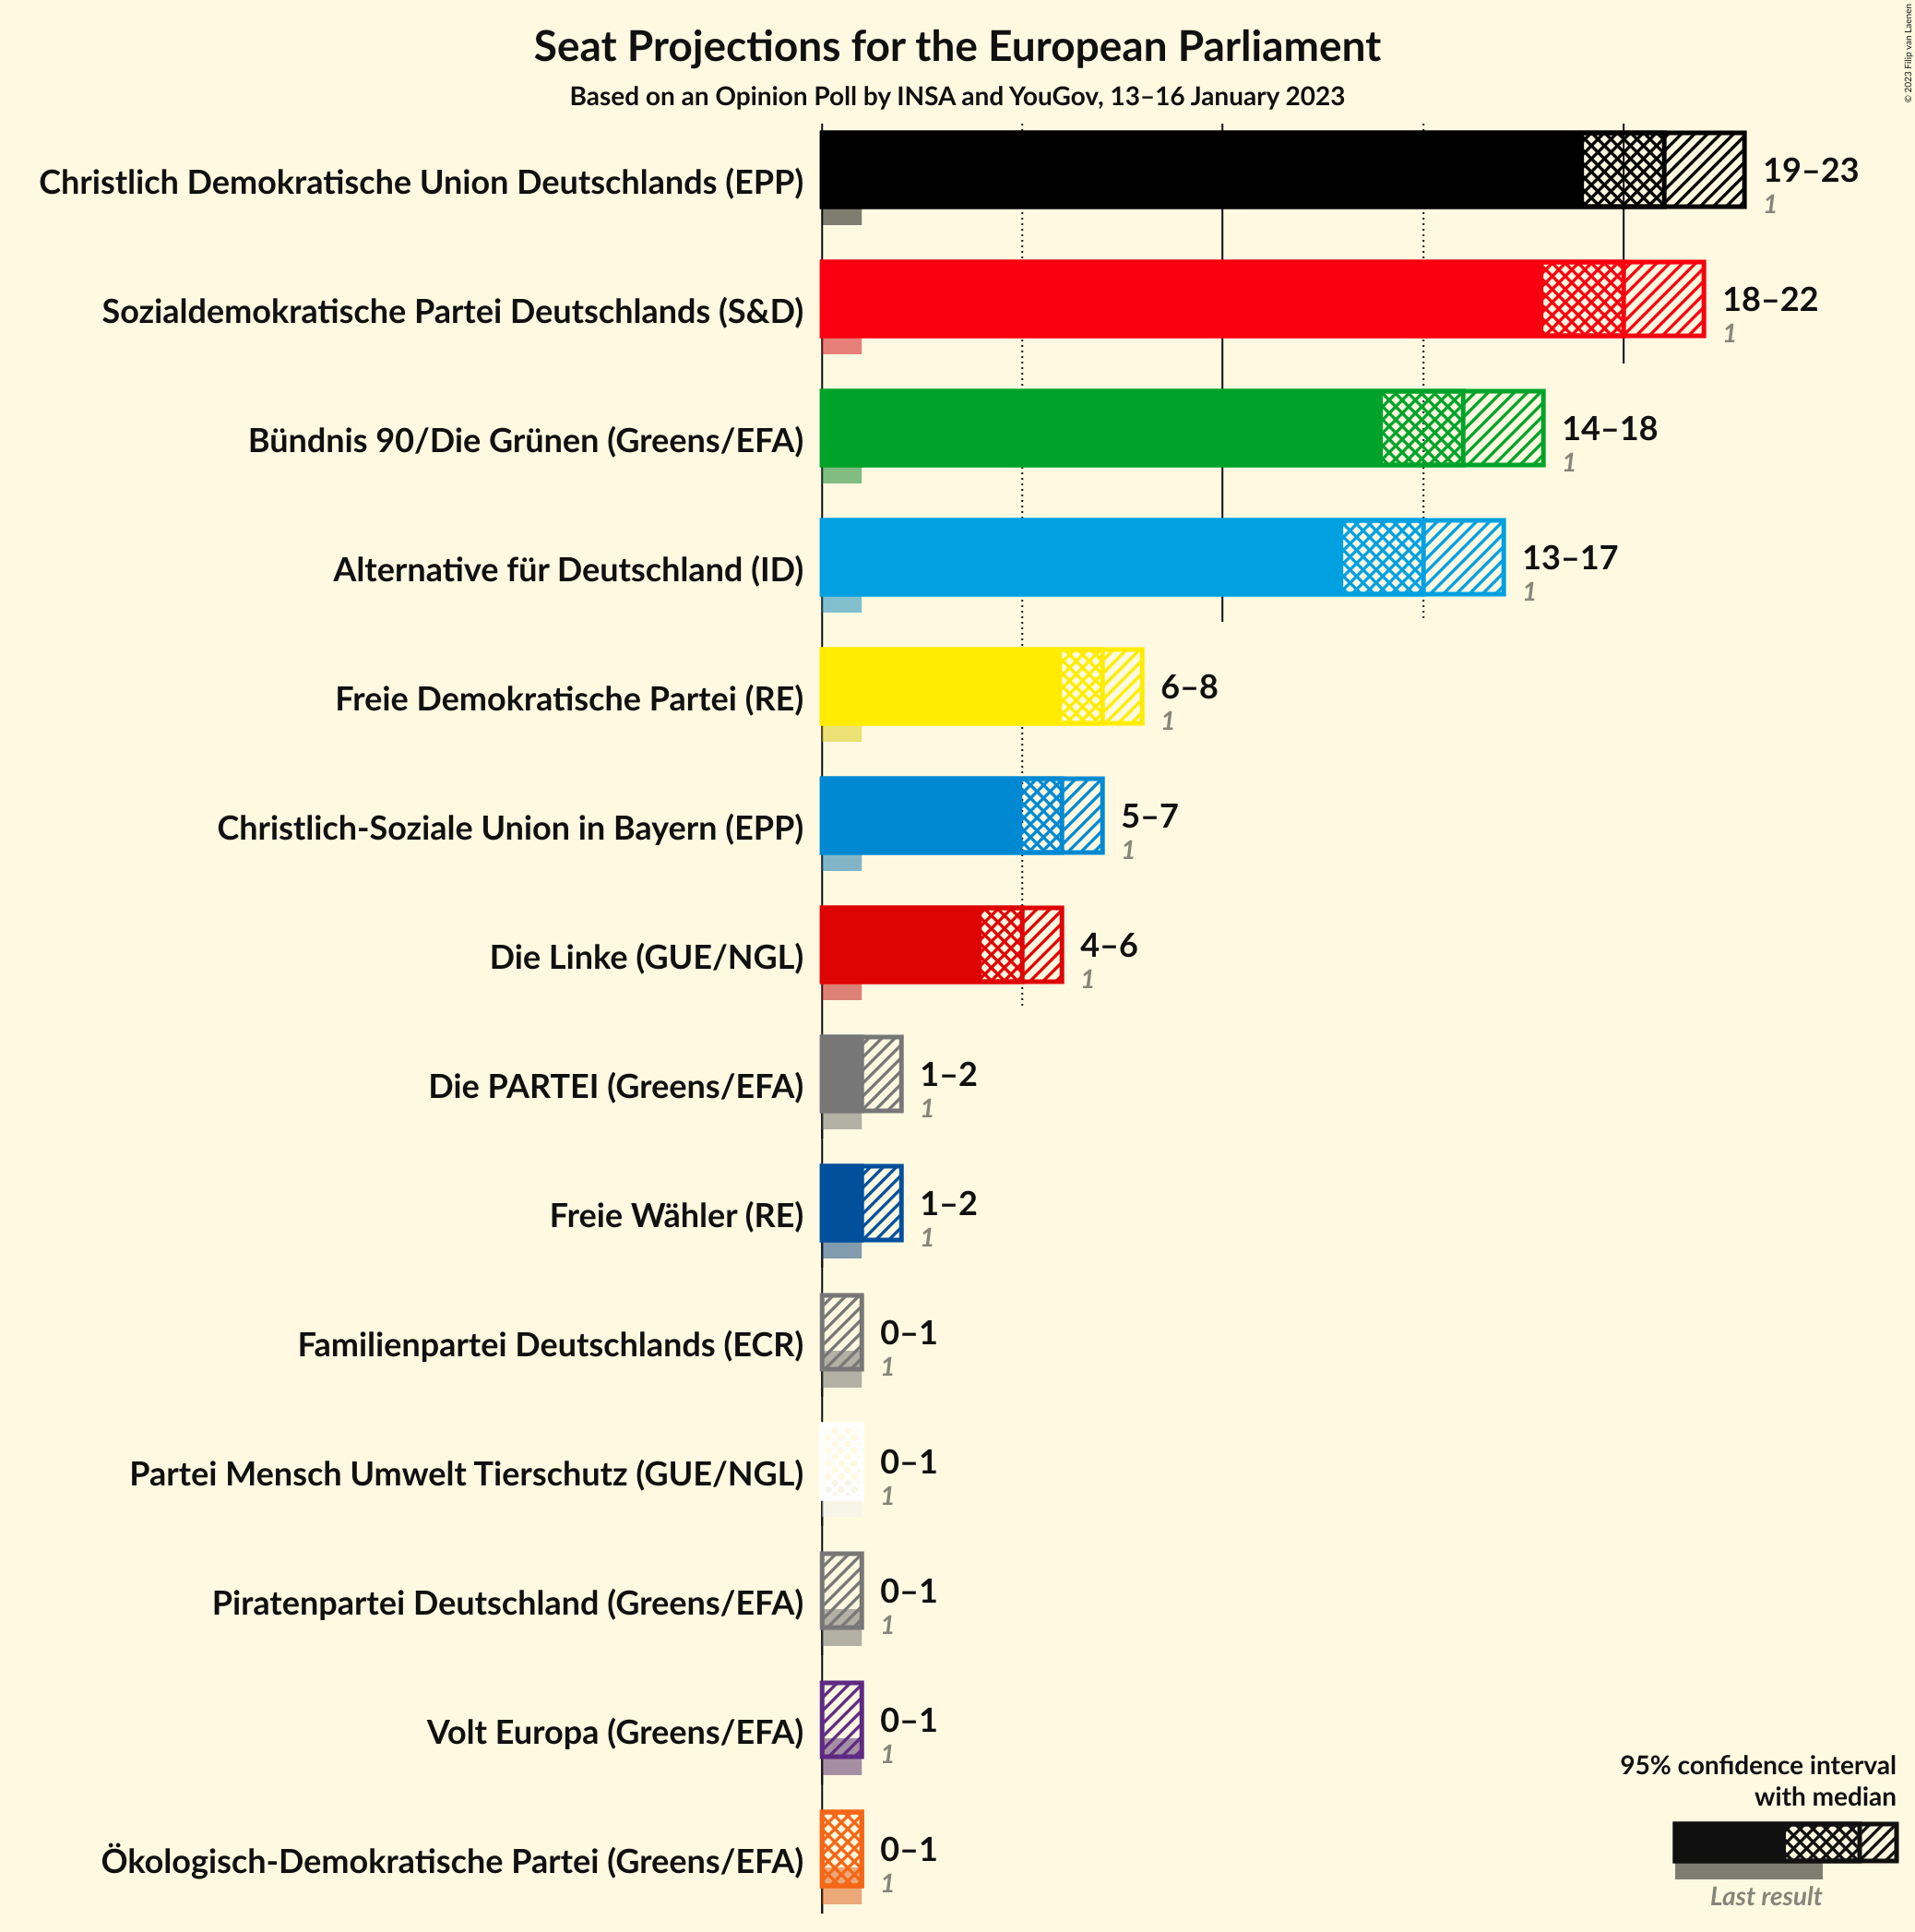 Seat Projections for the European Parliament
Based on an Opinion Poll by INSA and YouGov, 13–16 January 2023
© 2023 Filip van Laenen
Christlich Demokratische Union Deutschlands (EPP)
19–23
1
Sozialdemokratische Partei Deutschlands (S&D)
18–22
1
Bündnis 90/Die Grünen (Greens/EFA)
14–18
1
Alternative für Deutschland (ID)
13–17
1
Freie Demokratische Partei (RE)
6–8
1
Christlich-Soziale Union in Bayern (EPP)
5–7
1
Die Linke (GUE/NGL)
4–6
1
Die PARTEI (Greens/EFA)
1–2
1
Freie Wähler (RE)
1–2
1
Familienpartei Deutschlands (ECR)
0–1
1
Partei Mensch Umwelt Tierschutz (GUE/NGL)
0–1
1
Piratenpartei Deutschland (Greens/EFA)
0–1
1
Volt Europa (Greens/EFA)
0–1
1
Ökologisch-Demokratische Partei (Greens/EFA)
0–1
1
95% confidence interval
with median
Last result